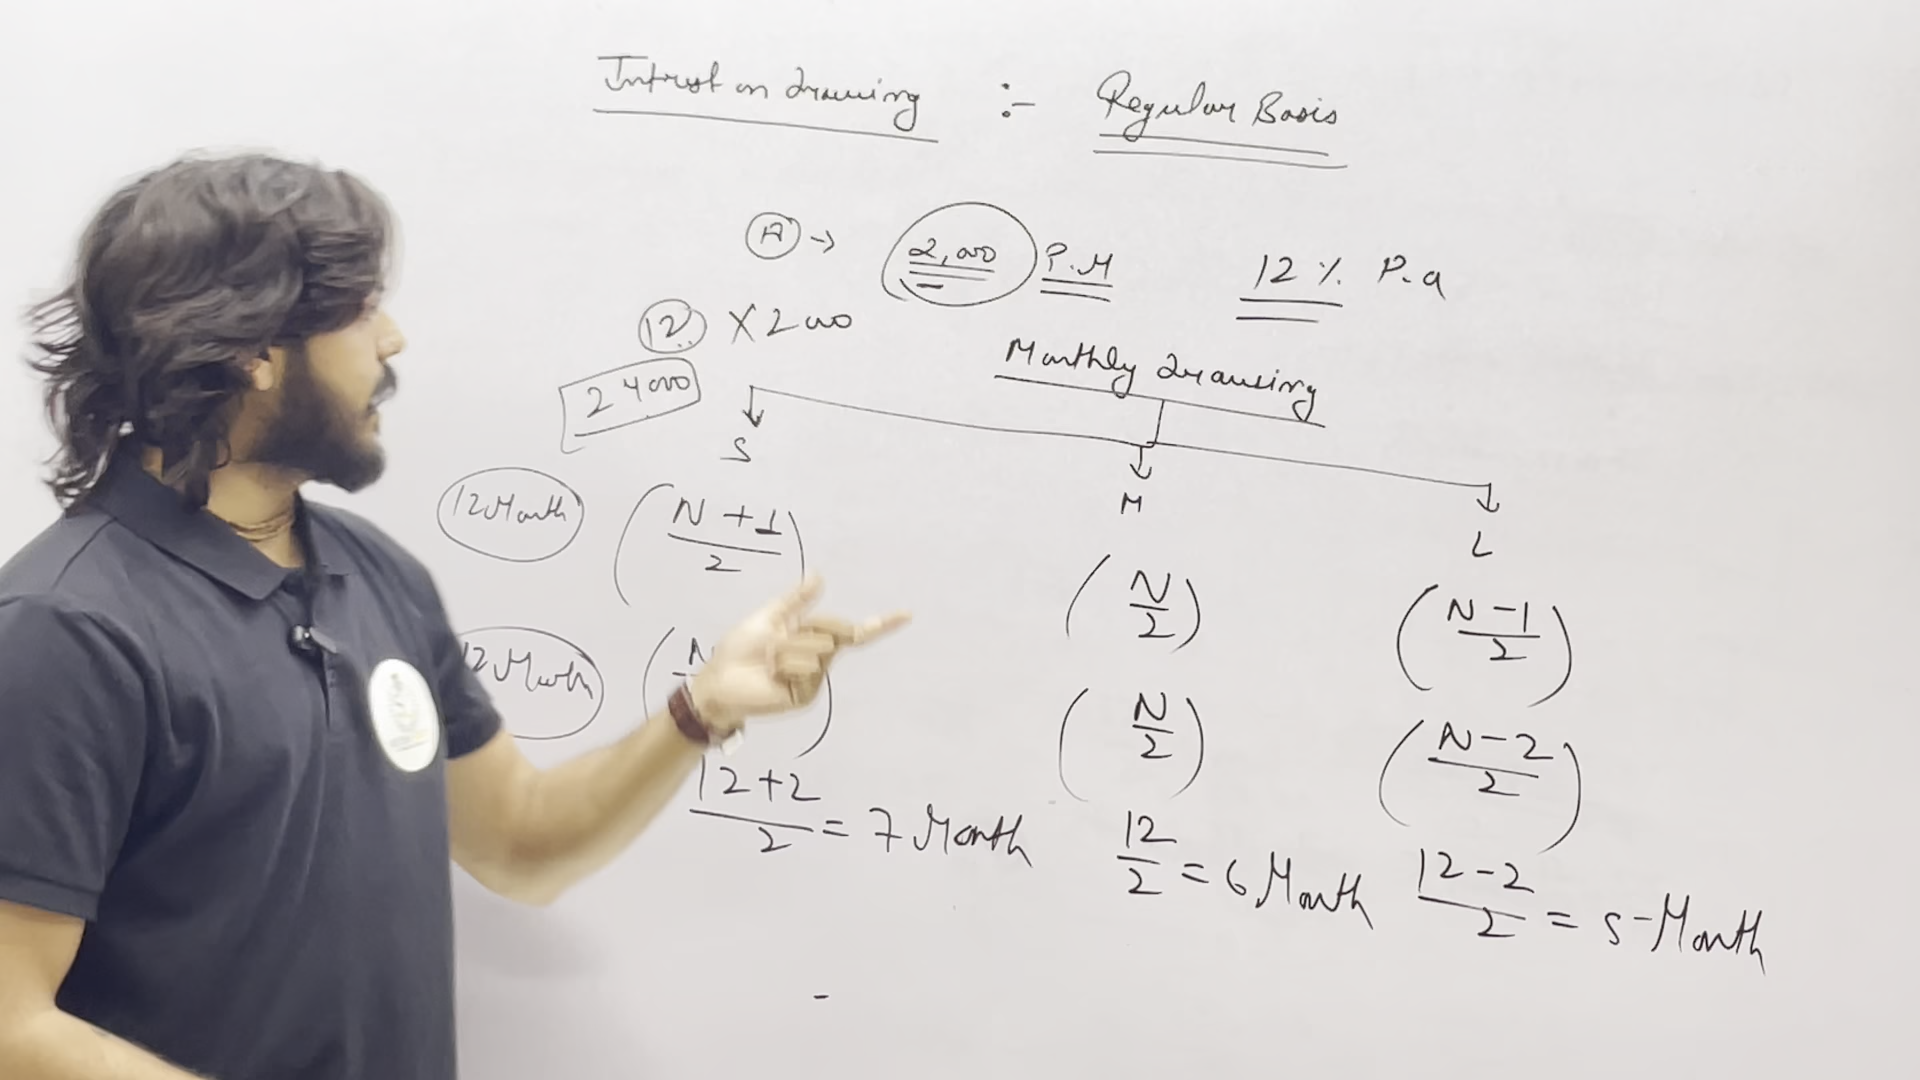 Intrest on drawing :- Regular Basis
(A) → 2,000 P.M 12 % P.a
12 X 2000
24000
Monthly drawing
S M L
12 Month (N + 1 / 2) (N / 2) (N - 1 / 2)
12 Month (N (N / 2) (N - 2 / 2)
12 + 2 / 2 = 7 Month 12 / 2 = 6 Month 12 - 2 / 2 = 5 - Month
-